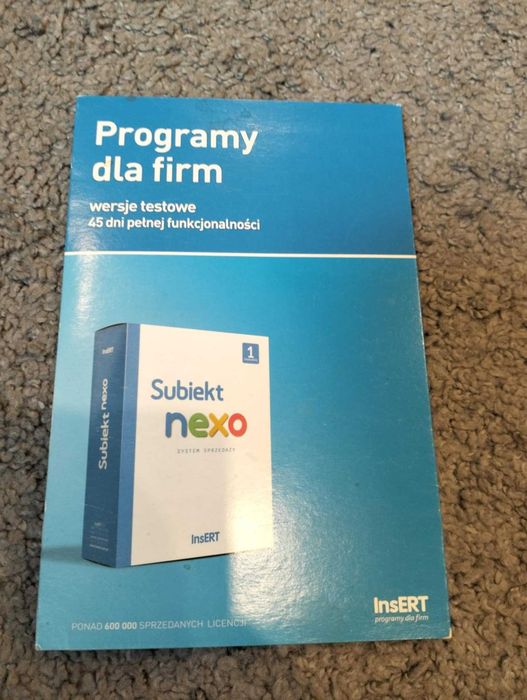 Programy
dla firm
wersje testowe
45 dni pełnej funkcjonalności
InsERT
Subiekt nexo
1
Subiekt
nexo
SYSTEM SPRZEDAŻY
InsERT
PONAD 600 000 SPRZEDANYCH LICENCJI
InsERT
programy dla firm